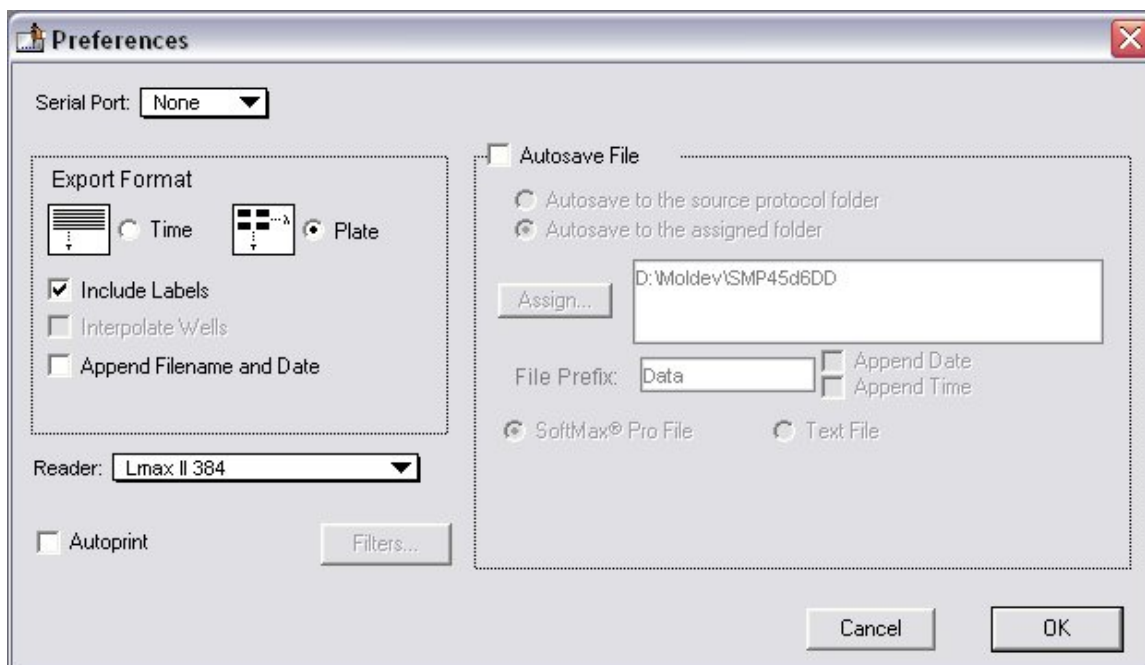 Preferences
Serial Port: None
Export Format
Time
Plate
Include Labels
Interpolate Wells
Append Filename and Date
Reader: Lmax II 384
Autoprint
Filters...
Autosave File
Autosave to the source protocol folder
Autosave to the assigned folder
Assign...
D:\Moldev\SMP45d6DD
File Prefix: Data
Append Date
Append Time
SoftMax® Pro File
Text File
Cancel
OK